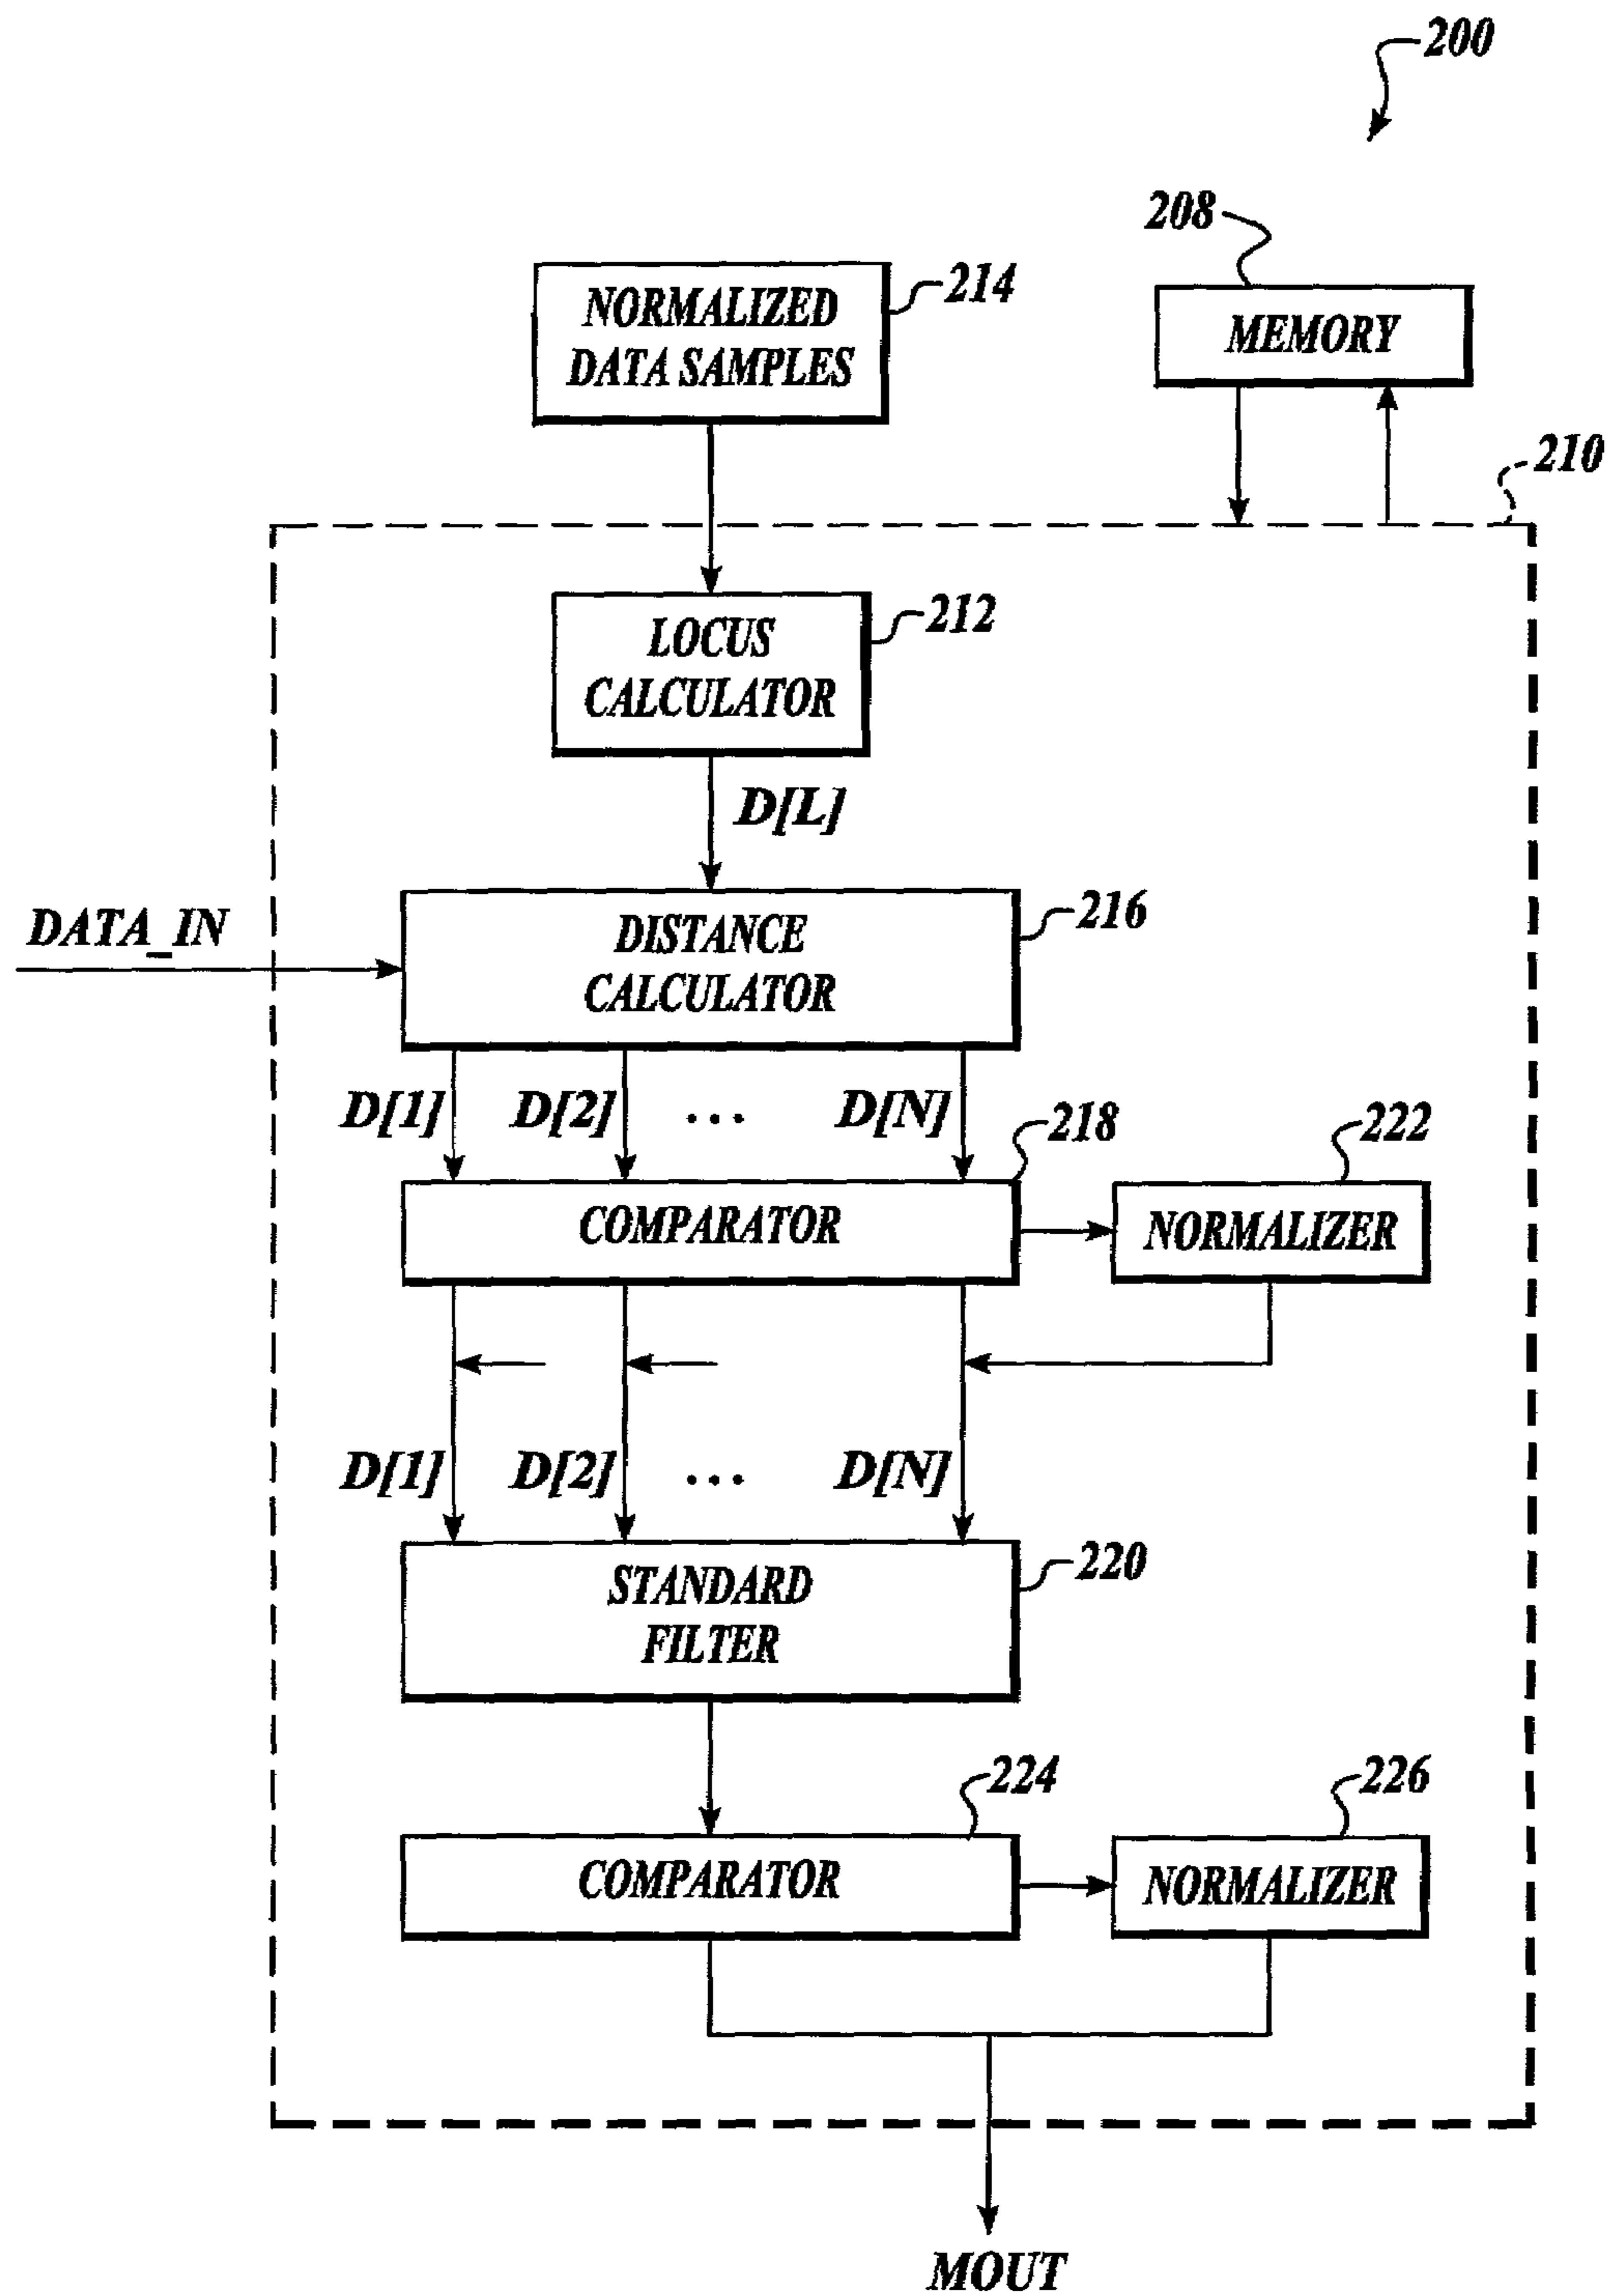 200
208
NORMALIZED
DATA SAMPLES
214
MEMORY
210
LOCUS
CALCULATOR
212
D[L]
DATA_IN
DISTANCE
CALCULATOR
216
D[1] D[2] ... D[N]
218
222
COMPARATOR
NORMALIZER
D[1] D[2] ... D[N]
STANDARD
FILTER
220
224
226
COMPARATOR
NORMALIZER
MOUT